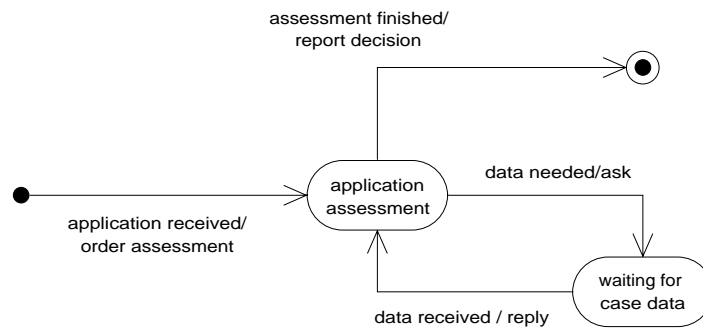 assessment finished/
report decision
application
assessment
data needed/ask
application received/
order assessment
waiting for
case data
data received / reply